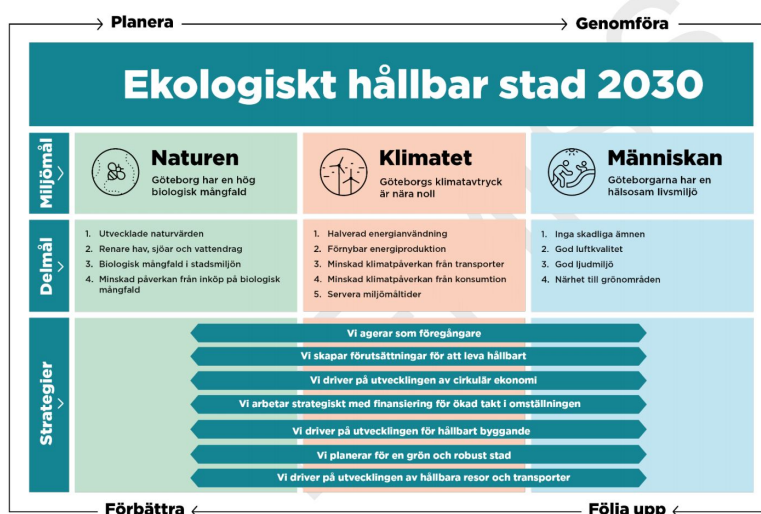 Planera
Genomföra
Ekologiskt hållbar stad 2030
Miljömål
Naturen
Göteborg har en hög
biologisk mångfald
Klimatet
Göteborgs klimatavtryck
är nära noll
Människan
Göteborgarna har en
hälsosam livsmiljö
Delmål
1. Utvecklade naturvärden
2. Renare hav, sjöar och vattendrag
3. Biologisk mångfald i stadsmiljön
4. Minskad påverkan från inköp på biologisk
mångfald
1. Halverad energianvändning
2. Förnybar energiproduktion
3. Minskad klimatpåverkan från transporter
4. Minskad klimatpåverkan från konsumtion
5. Servera miljömåltider
1. Inga skadliga ämnen
2. God luftkvalitet
3. God ljudmiljö
4. Närhet till grönområden
Strategier
Vi agerar som föregångare
Vi skapar förutsättningar för att leva hållbart
Vi driver på utvecklingen av cirkulär ekonomi
Vi arbetar strategiskt med finansiering för ökad takt i omställningen
Vi driver på utvecklingen för hållbart byggande
Vi planerar för en grön och robust stad
Vi driver på utvecklingen av hållbara resor och transporter
Förbättra
Följa upp